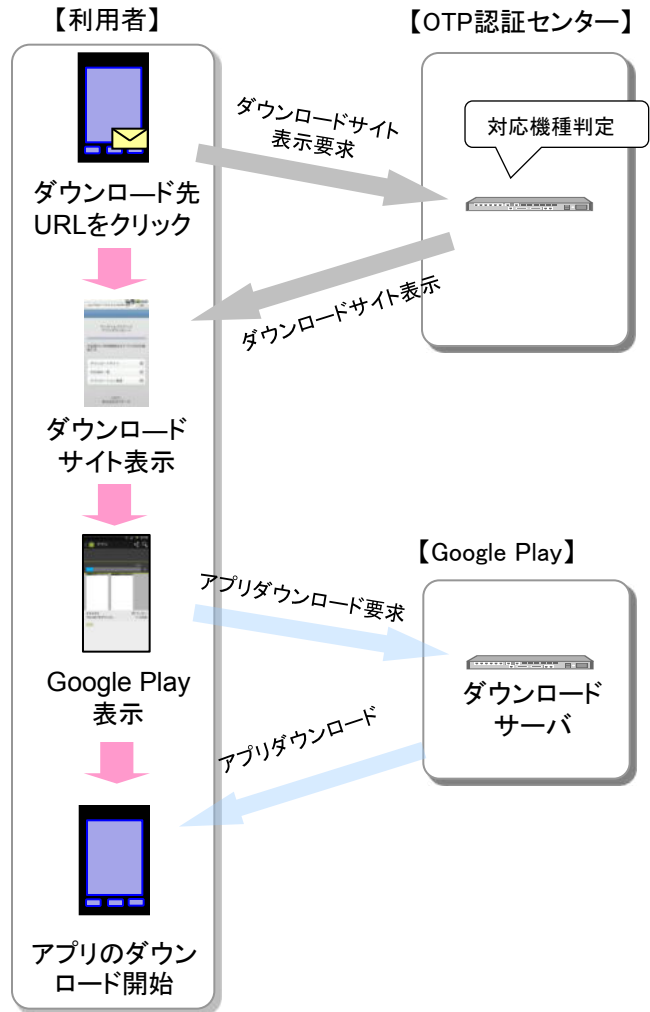 【利用者】
【OTP認証センター】
ダウンロードサイト
表示要求
対応機種判定
ダウンロ―ド先
URLをクリック
ダウンロードサイト表示
ダウンロ―ド
サイト表示
【Google Play】
アプリダウンロード要求
Google Play
表示
ダウンロード
サーバ
アプリダウンロード
アプリのダウン
ロード開始